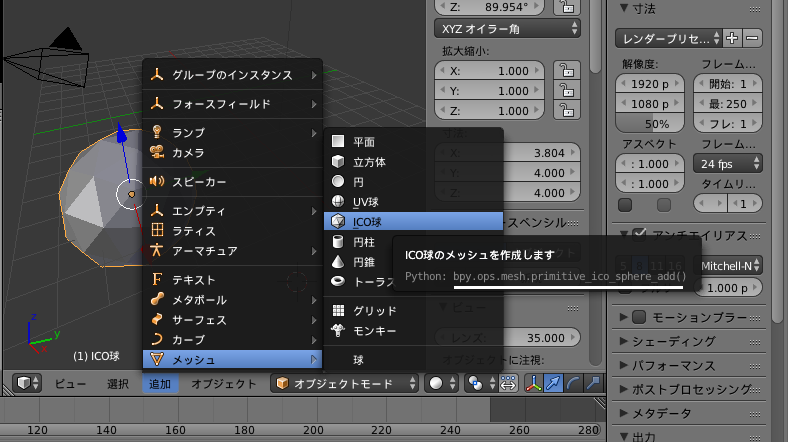 Z: 89.954°
XYZ オイラー角
拡大縮小:
X: 1.000
Y: 1.000
Z: 1.000
寸法
X: 3.804
Y: 4.000
Z: 4.000
スペンシル
ビュー
レンズ: 35.000
オブジェクトに注視:
グループのインスタンス
フォースフィールド
ランプ
カメラ
スピーカー
エンプティ
ラティス
アーマチュア
テキスト
メタボール
サーフェス
カーブ
メッシュ
平面
立方体
円
UV球
ICO球
円柱
円錐
トーラス
グリッド
モンキー
球
ICO球のメッシュを作成します
Python: bpy.ops.mesh.primitive_ico_sphere_add()
z
y
x
(1) ICO球
ビュー 選択 追加 オブジェクト オブジェクトモード
120 140 160 180 200 220 240 260 280
寸法
レンダープリセ...
解像度: フレーム...
1920 p 開始: 1
1080 p 最: 250
50% フレ: 1
アスペクト フレーム...
: 1.000 24 fps
: 1.000 タイムリ...
1
アンチエイリアス
Mitchell-N
1.000 p
モーションブラー
シェーディング
パフォーマンス
ポストプロセッシング
メタデータ
出力